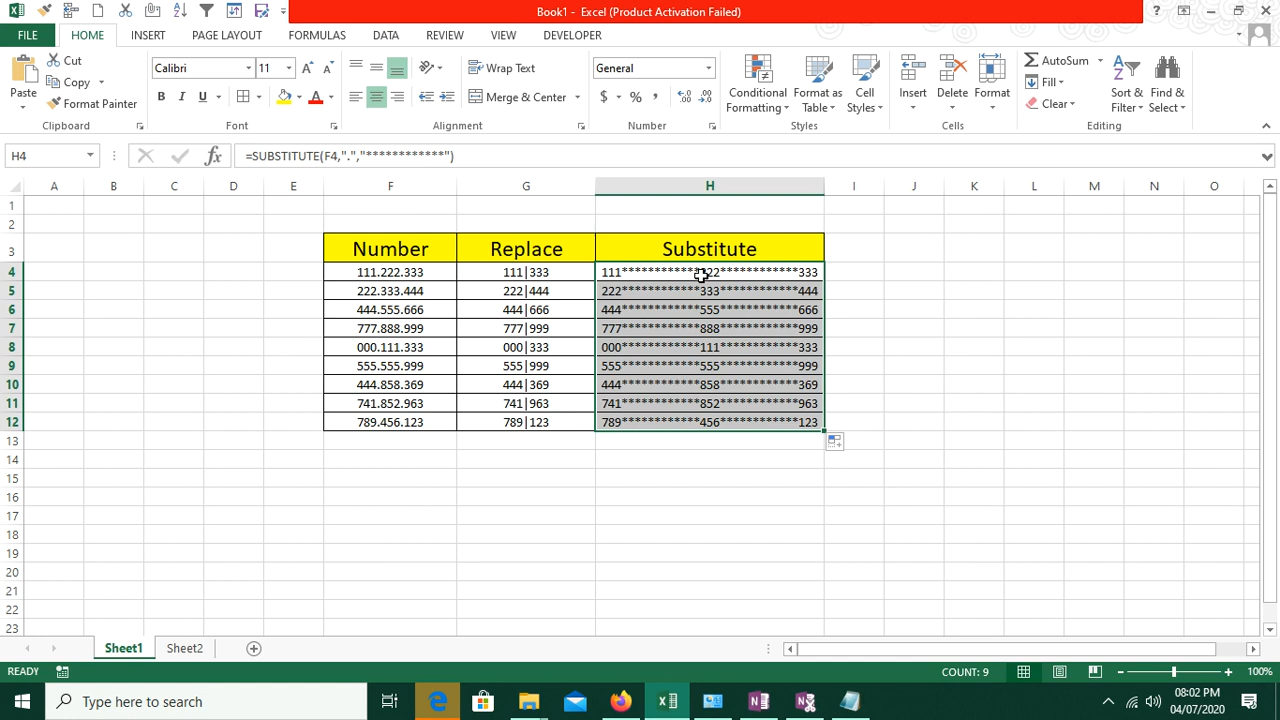 Book1 - Excel (Product Activation Failed)
FILE HOME INSERT PAGE LAYOUT FORMULAS DATA REVIEW VIEW DEVELOPER
Paste Cut Copy Format Painter
Calibri 11
Wrap Text
Merge & Center
General
Conditional Formatting
Format as Table
Cell Styles
Insert Delete Format
AutoSum
Fill
Clear
Sort & Filter
Find & Select
Clipboard Font Alignment Number Styles Cells Editing
H4 =SUBSTITUTE(F4,".","************")
A B C D E F G H I J K L M N O
1
2
3 Number Replace Substitute
4 111.222.333 111|333 111************22************333
5 222.333.444 222|444 222************333************444
6 444.555.666 444|666 444************555************666
7 777.888.999 777|999 777************888************999
8 000.111.333 000|333 000************111************333
9 555.555.999 555|999 555************555************999
10 444.858.369 444|369 444************858************369
11 741.852.963 741|963 741************852************963
12 789.456.123 789|123 789************456************123
13
14
15
16
17
18
19
20
21
22
23
Sheet1 Sheet2
READY COUNT: 9 100%
Type here to search
08:02 PM
04/07/2020